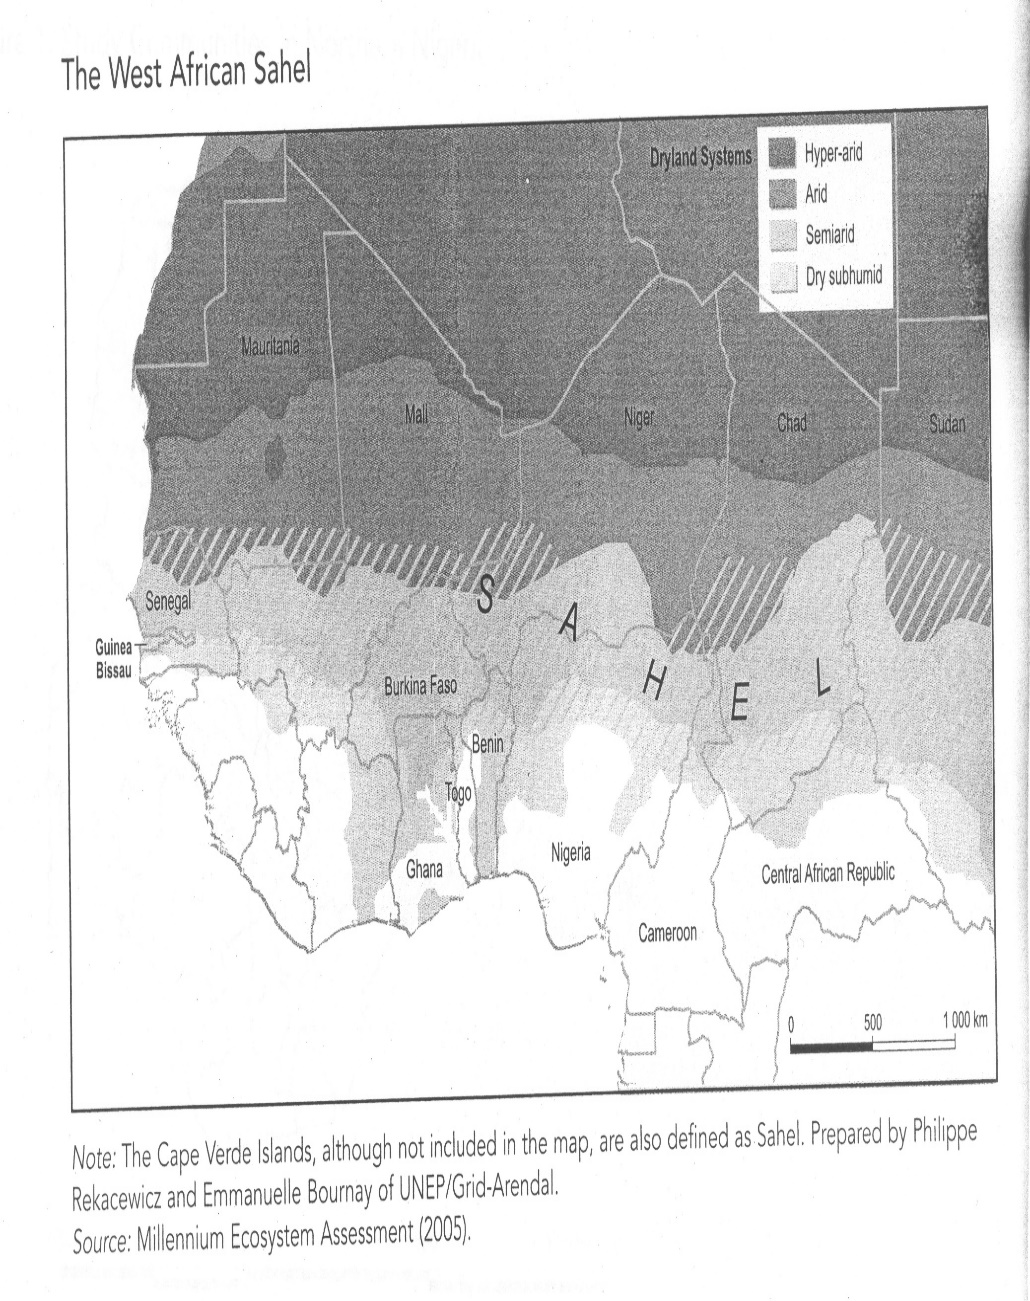 The West African Sahel
Dryland Systems
Hyper-arid
Arid
Semiarid
Dry subhumid
Mauritania
Mali
Niger
Chad
Sudan
Senegal
Guinea
Bissau
S A H E L
Burkina Faso
Benin
Togo
Ghana
Nigeria
Central African Republic
Cameroon
0 500 1 000 km
Note: The Cape Verde Islands, although not included in the map, are also defined as Sahel. Prepared by Philippe
Rekacewicz and Emmanuelle Bournay of UNEP/Grid-Arendal.
Source: Millennium Ecosystem Assessment (2005).